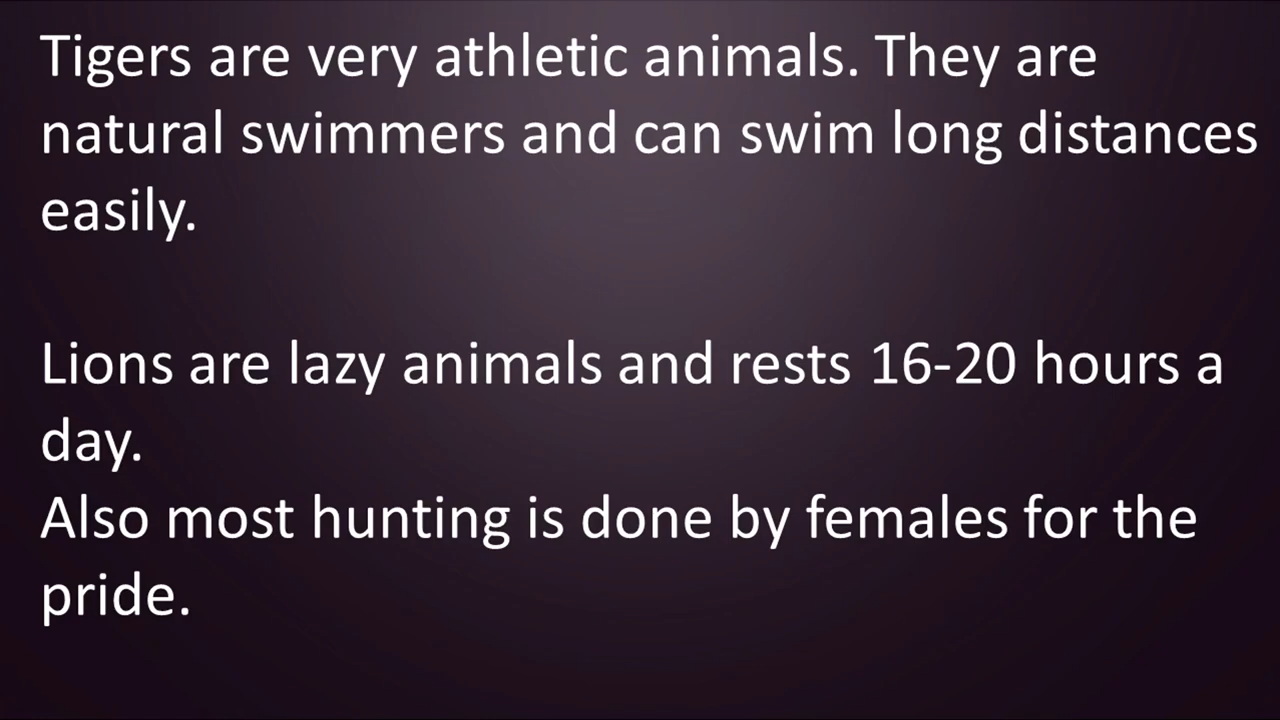 Tigers are very athletic animals. They are
natural swimmers and can swim long distances
easily.
Lions are lazy animals and rests 16-20 hours a
day.
Also most hunting is done by females for the
pride.